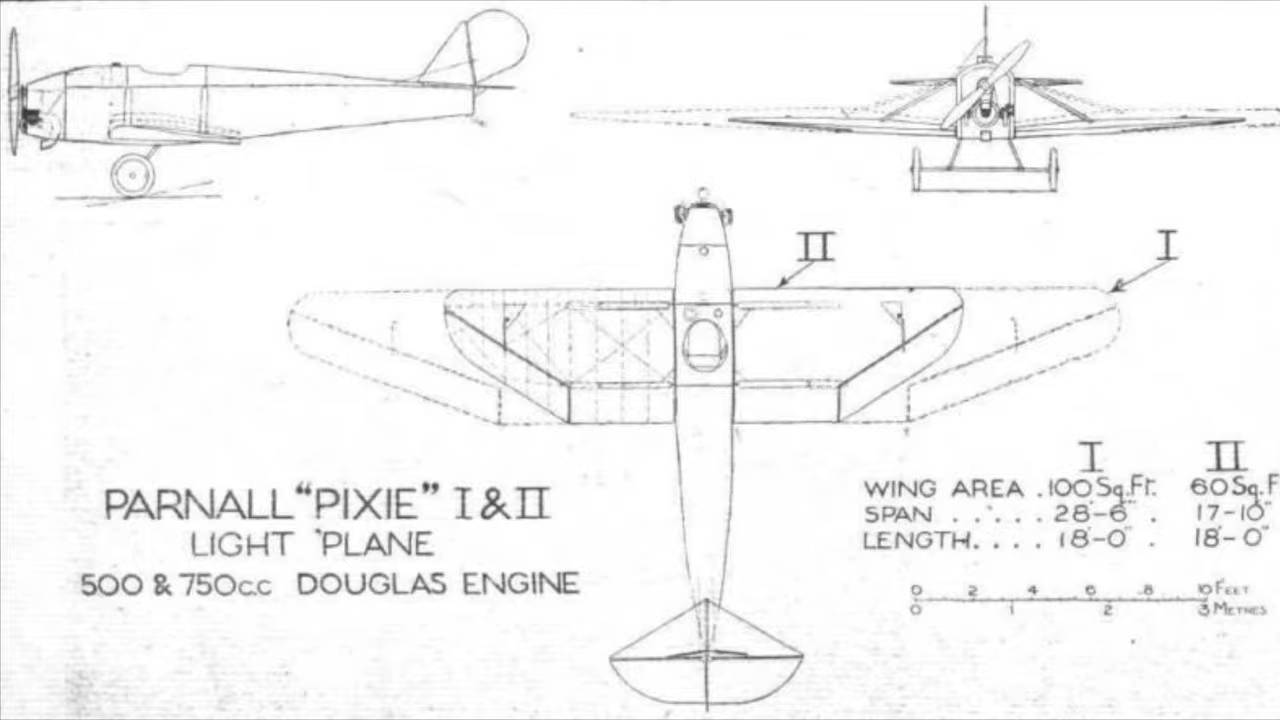 II
I
PARNALL "PIXIE" I & II
LIGHT PLANE
500 & 750c.c DOUGLAS ENGINE
I II
WING AREA . 100 Sq.Ft. 60 Sq.F
SPAN . . . . . 28'-6" . 17-10"
LENGTH. . . . 18'-0" . 18'-0"
0 2 4 6 8 10 FEET
0 1 2 3 METRES